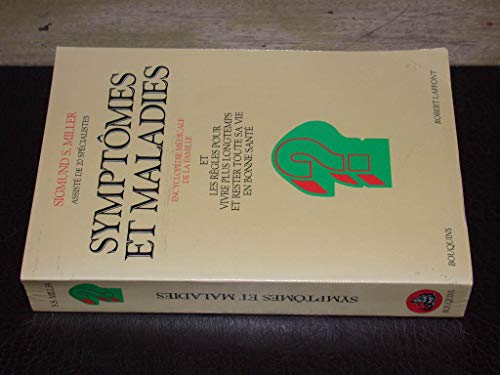 SIGMUND S. MILLER
ASSISTÉ DE 20 SPÉCIALISTES
SYMPTÔMES
ET MALADIES
ENCYCLOPÉDIE MÉDICALE
DE LA FAMILLE
ET
LES RÈGLES POUR
VIVRE PLUS LONGTEMPS
ET RESTER TOUTE SA VIE
EN BONNE SANTÉ
BOUQUINS
ROBERT LAFFONT
S.S. MILLER
SYMPTÔMES ET MALADIES
BOUQUINS